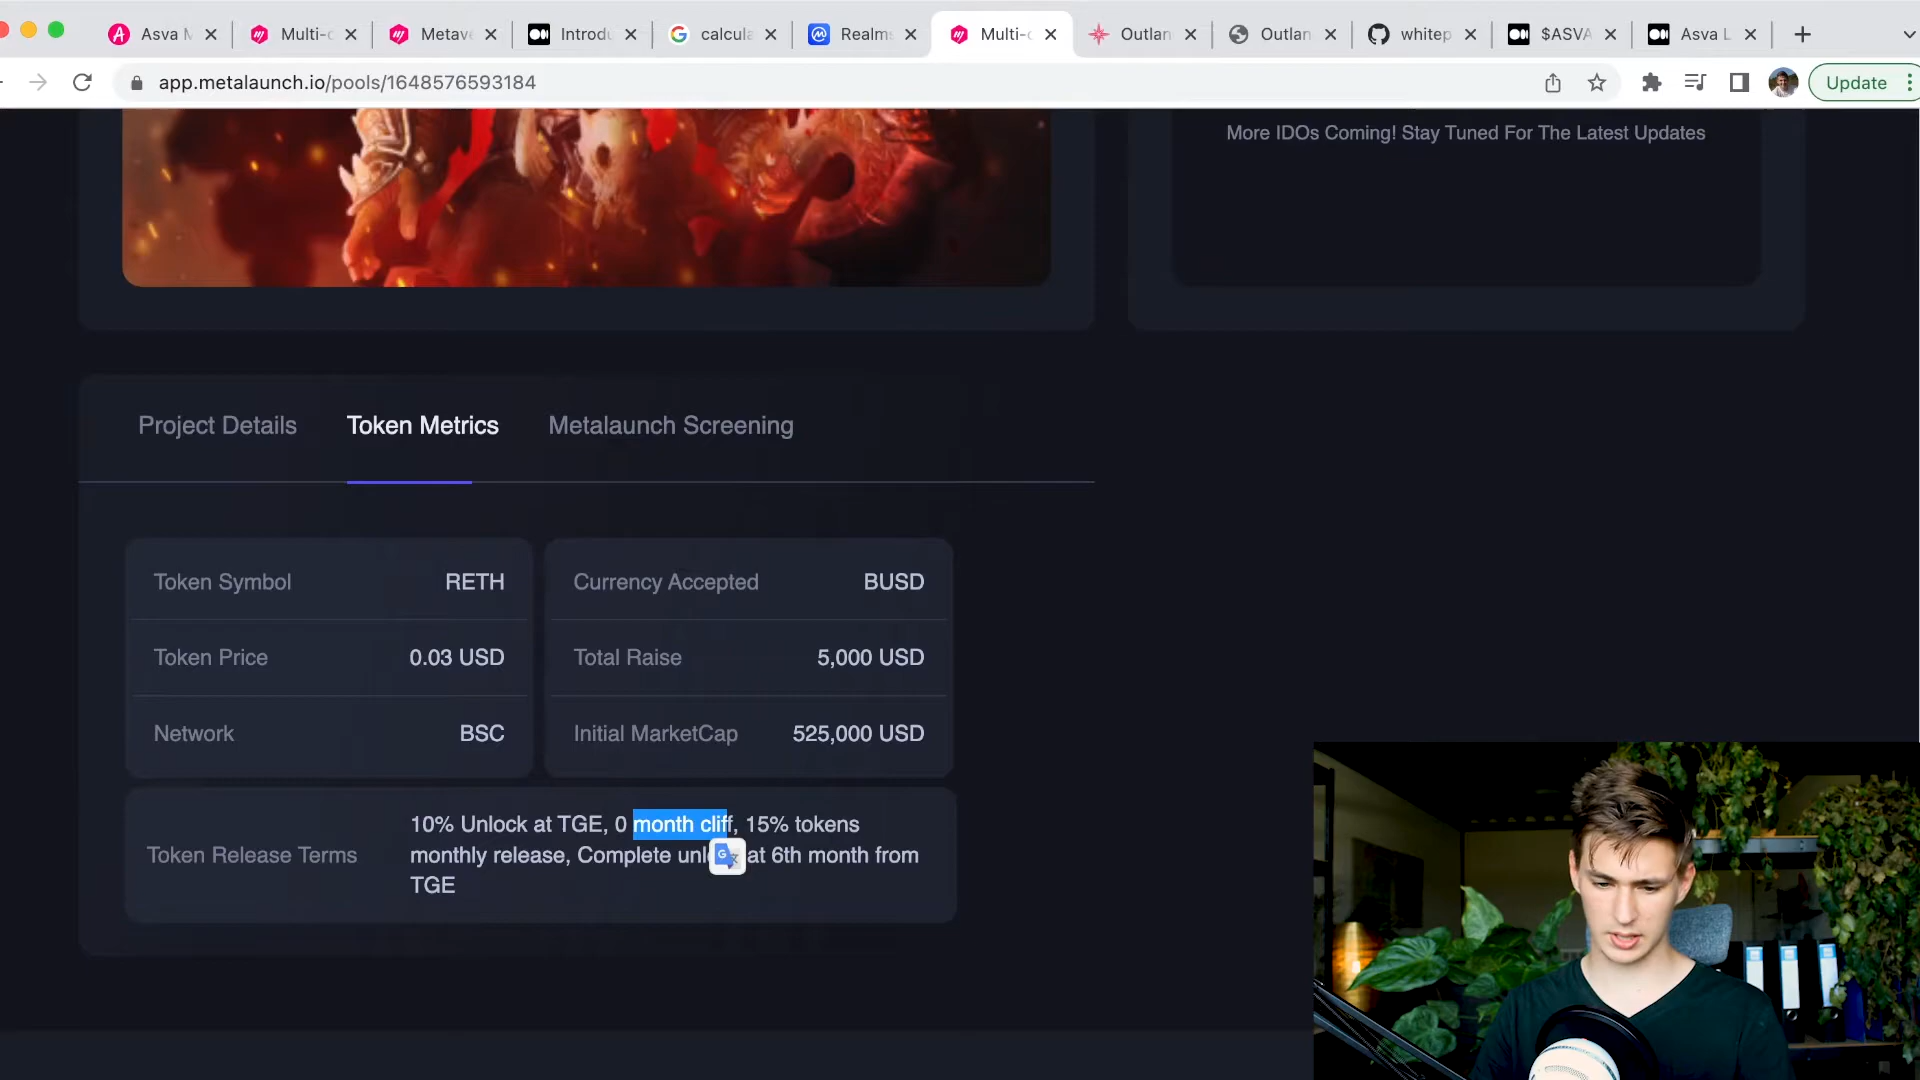 Asva M
Multi-c
Metave
Introdu
calcula
Realms
Multi-c
Outlan
Outlan
whitep
$ASVA
Asva L
app.metalaunch.io/pools/1648576593184
Update
More IDOs Coming! Stay Tuned For The Latest Updates
Project Details
Token Metrics
Metalaunch Screening
Token Symbol RETH
Currency Accepted BUSD
Token Price 0.03 USD
Total Raise 5,000 USD
Network BSC
Initial MarketCap 525,000 USD
Token Release Terms
10% Unlock at TGE, 0 month cliff, 15% tokens
monthly release, Complete at 6th month from
TGE